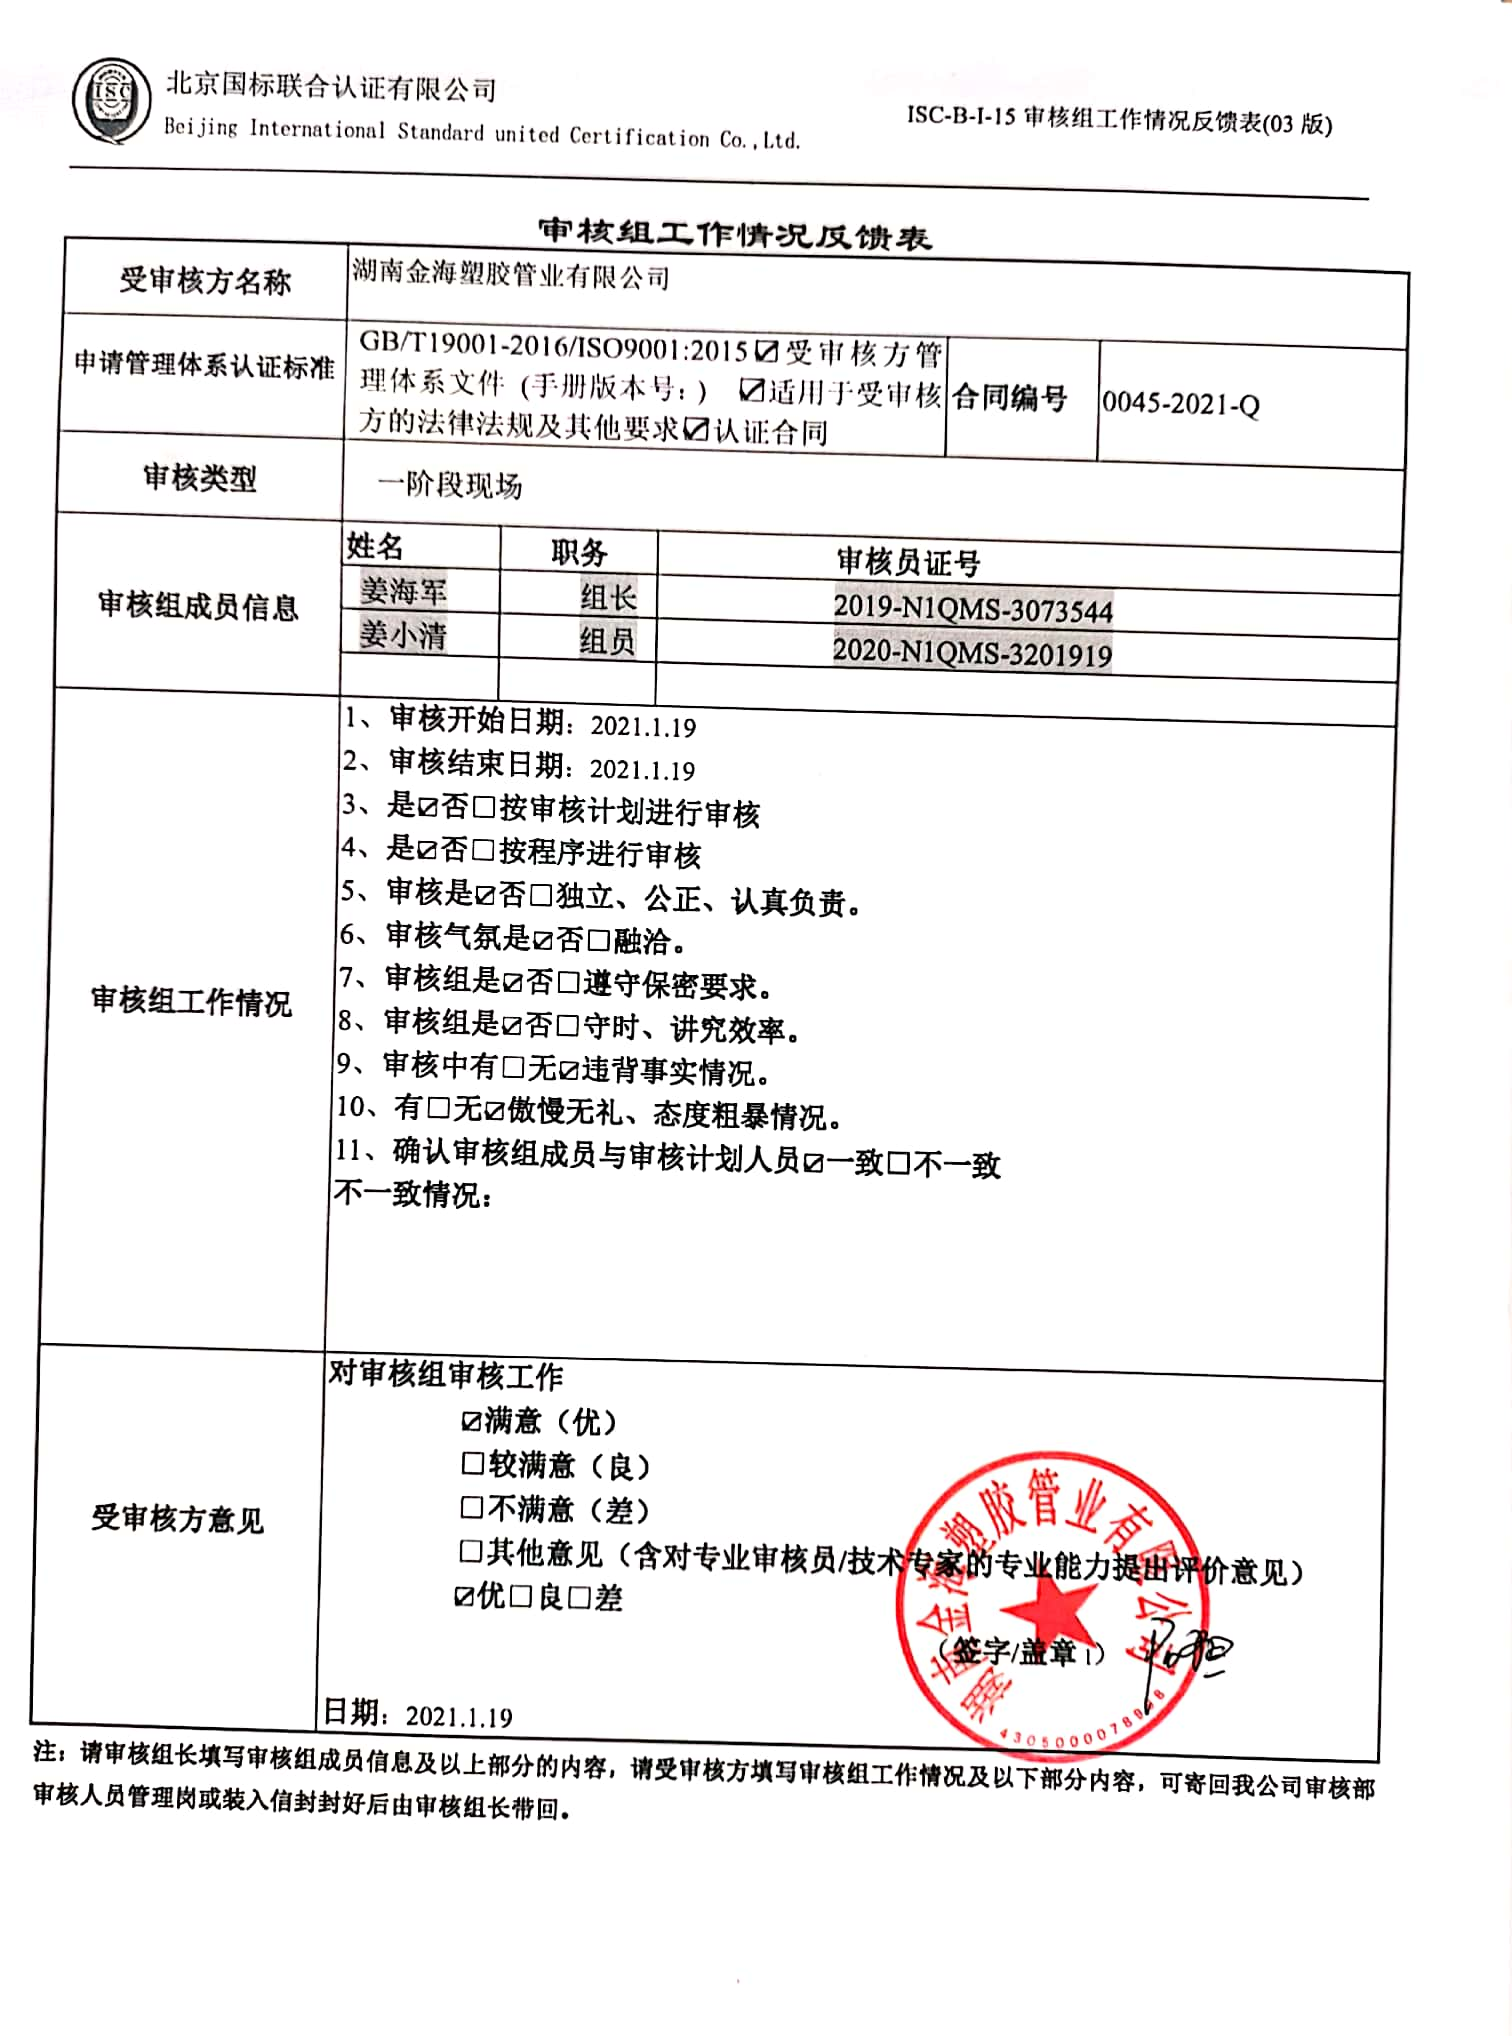 ISC
北京国标联合认证有限公司
Beijing International Standard united Certification Co.,Ltd.
ISC-B-I-15 审核组工作情况反馈表(03 版)
审核组工作情况反馈表
受审核方名称
湖南金海塑胶管业有限公司
申请管理体系认证标准
GB/T19001-2016/ISO9001:2015☑受审核方管
理体系文件（手册版本号：） ☑适用于受审核
方的法律法规及其他要求☑认证合同
合同编号
0045-2021-Q
审核类型
一阶段现场
审核组成员信息
姓名 职务 审核员证号
姜海军 组长 2019-N1QMS-3073544
姜小清 组员 2020-N1QMS-3201919
审核组工作情况
1、审核开始日期：2021.1.19
2、审核结束日期：2021.1.19
3、是☑否□按审核计划进行审核
4、是☑否□按程序进行审核
5、审核是☑否□独立、公正、认真负责。
6、审核气氛是☑否□融洽。
7、审核组是☑否□遵守保密要求。
8、审核组是☑否□守时、讲究效率。
9、审核中有□无☑违背事实情况。
10、有□无☑傲慢无礼、态度粗暴情况。
11、确认审核组成员与审核计划人员☑一致□不一致
不一致情况：
受审核方意见
对审核组审核工作
☑满意（优）
□较满意（良）
□不满意（差）
□其他意见（含对专业审核员/技术专家的专业能力提出评价意见）
☑优□良□差
（签字/盖章）
湖南金海塑胶管业有限公司
日期：2021.1.19
注：请审核组长填写审核组成员信息及以上部分的内容，请受审核方填写审核组工作情况及以下部分内容，可寄回我公司审核部
审核人员管理岗或装入信封封好后由审核组长带回。